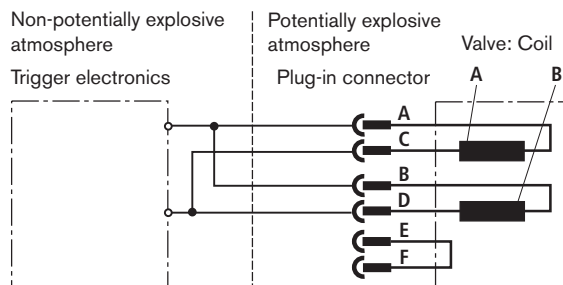 Non-potentially explosive
atmosphere
Potentially explosive
atmosphere
Valve: Coil
Trigger electronics
Plug-in connector
A
B
A
C
B
D
E
F